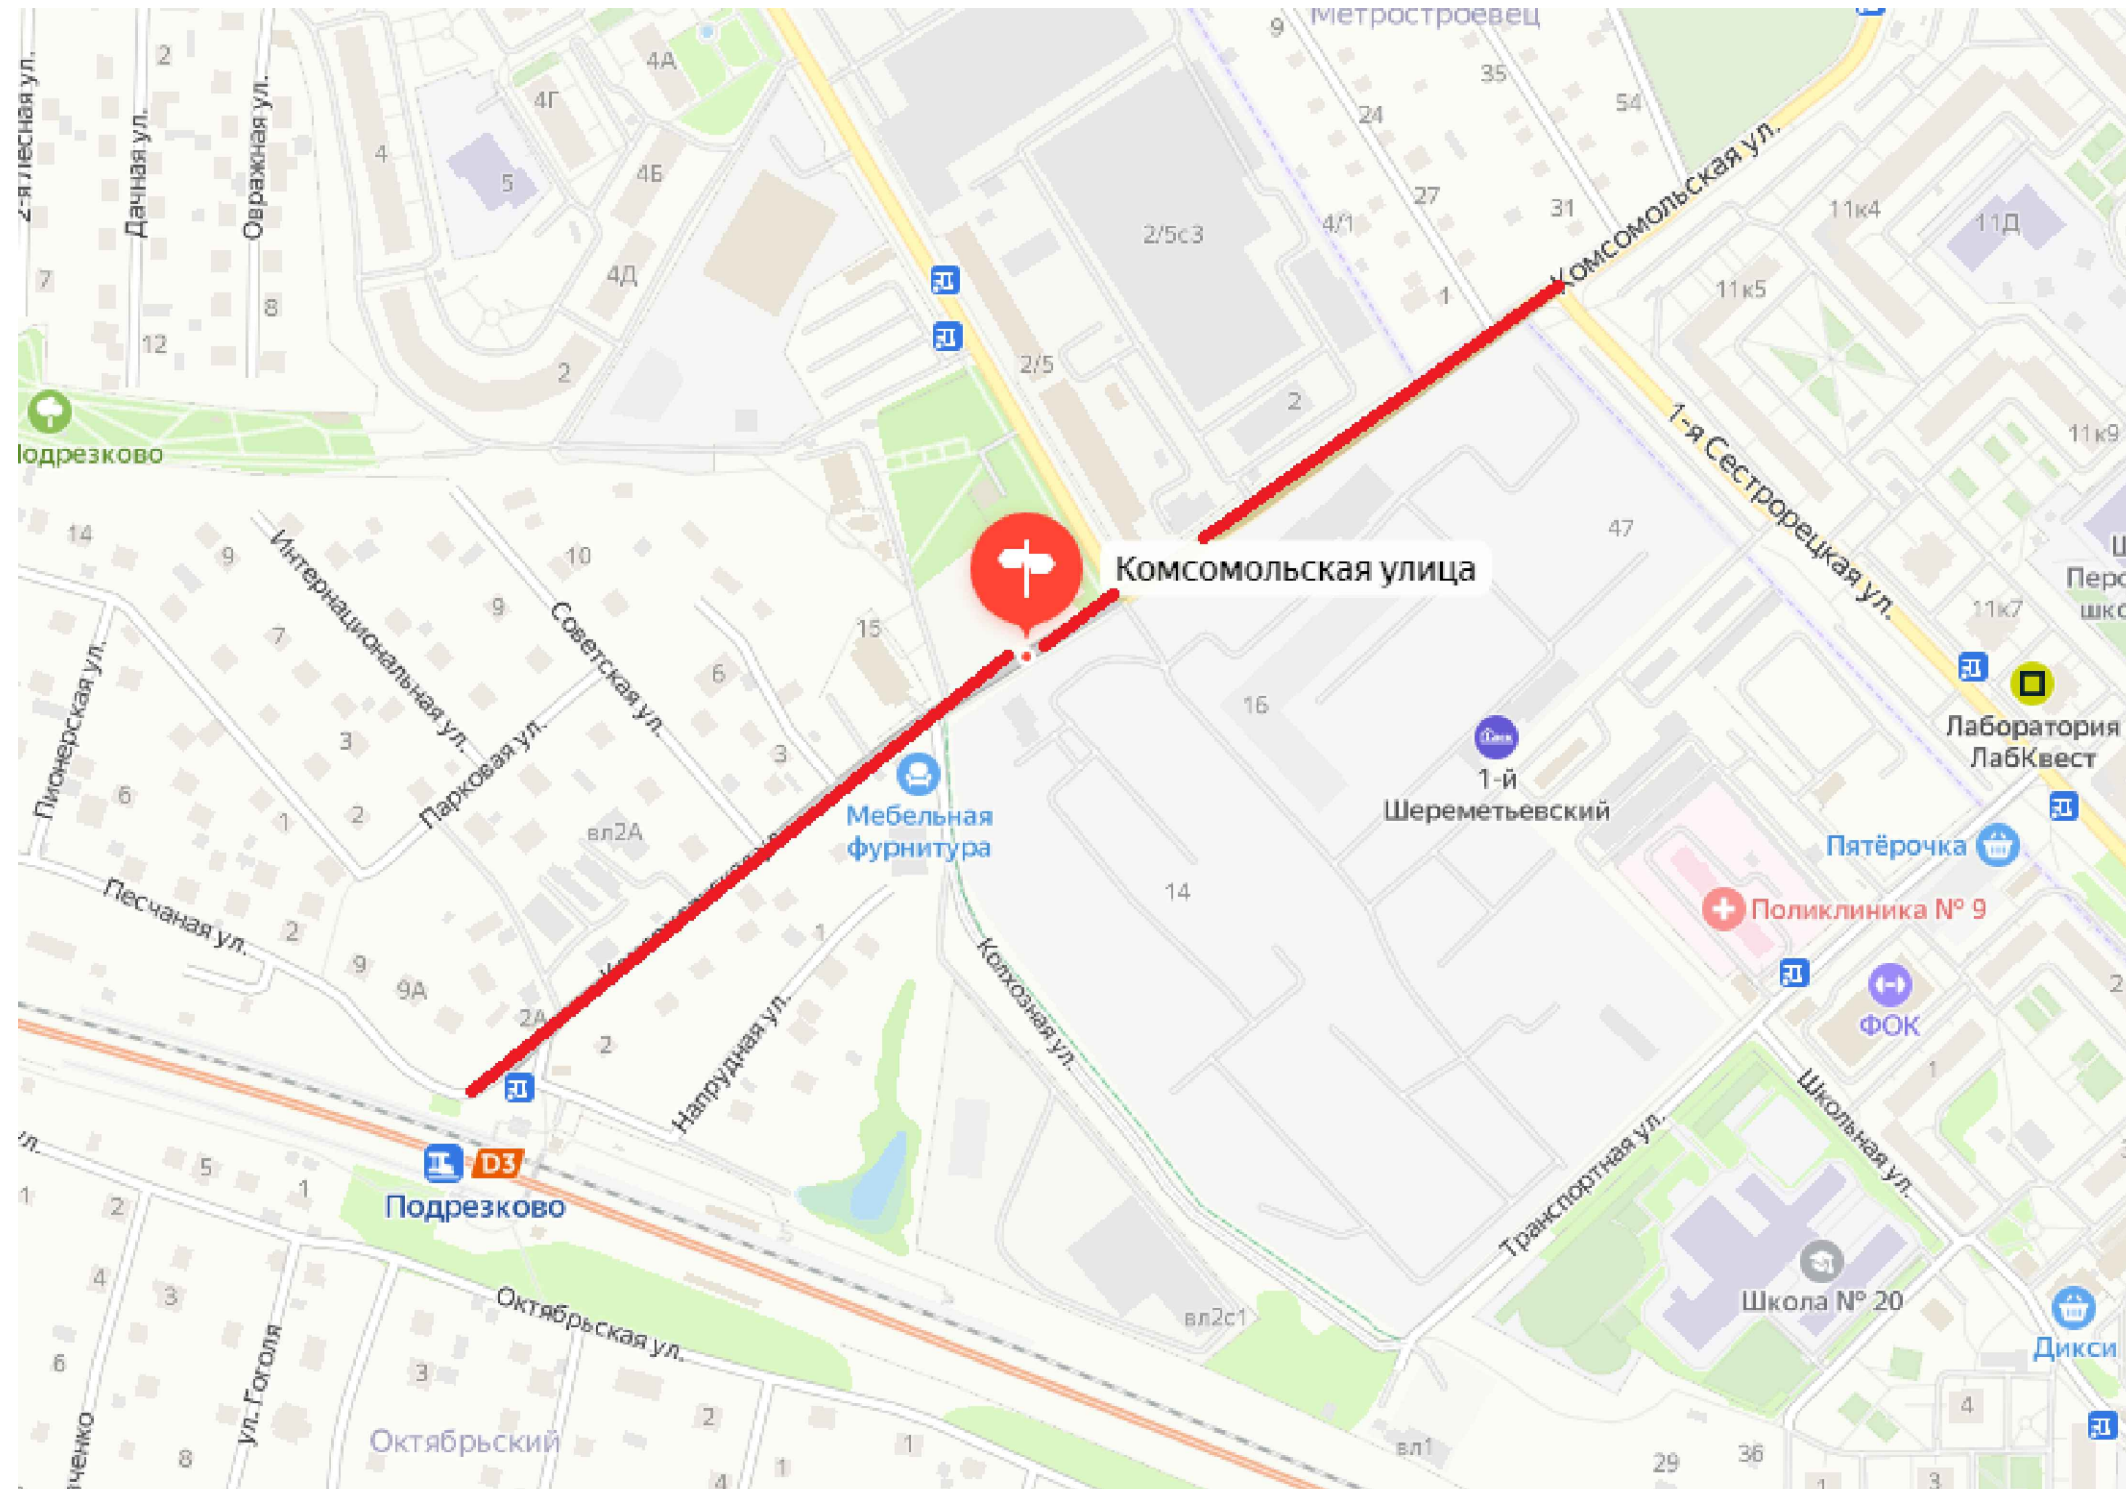 Метростроевец
2-я Лесная ул.
Дачная ул.
Овражная ул.
2
4А
4Г
4
5
4Б
4Д
2
7
8
12
9
35
24
54
27
31
4/1
1
2/5с3
2/5
2
Комсомольская ул.
11к4
11Д
11к5
11к9
1-я Сестрорецкая ул.
47
11к7
14
9
Интернациональная ул.
10
9
7
Советская ул.
15
6
3
Пионерская ул.
3
Парковая ул.
6
1
2
вл2А
Комсомольская улица
16
1-й
Шереметьевский
Лаборатория
ЛабКвест
Мебельная
фурнитура
Пятёрочка
14
Поликлиника № 9
Песчаная ул.
2
9
9А
2А
2
1
Напрудная ул.
Колхозная ул.
ФОК
2
1
Школьная ул.
Транспортная ул.
Школа № 20
Дикси
D3
Подрезково
ул.
5
1
1
2
4
3
6
ул. Гоголя
Октябрьская ул.
3
Октябрьский
8
2
1
4
1
вл2с1
вл1
29
36
4
1
3